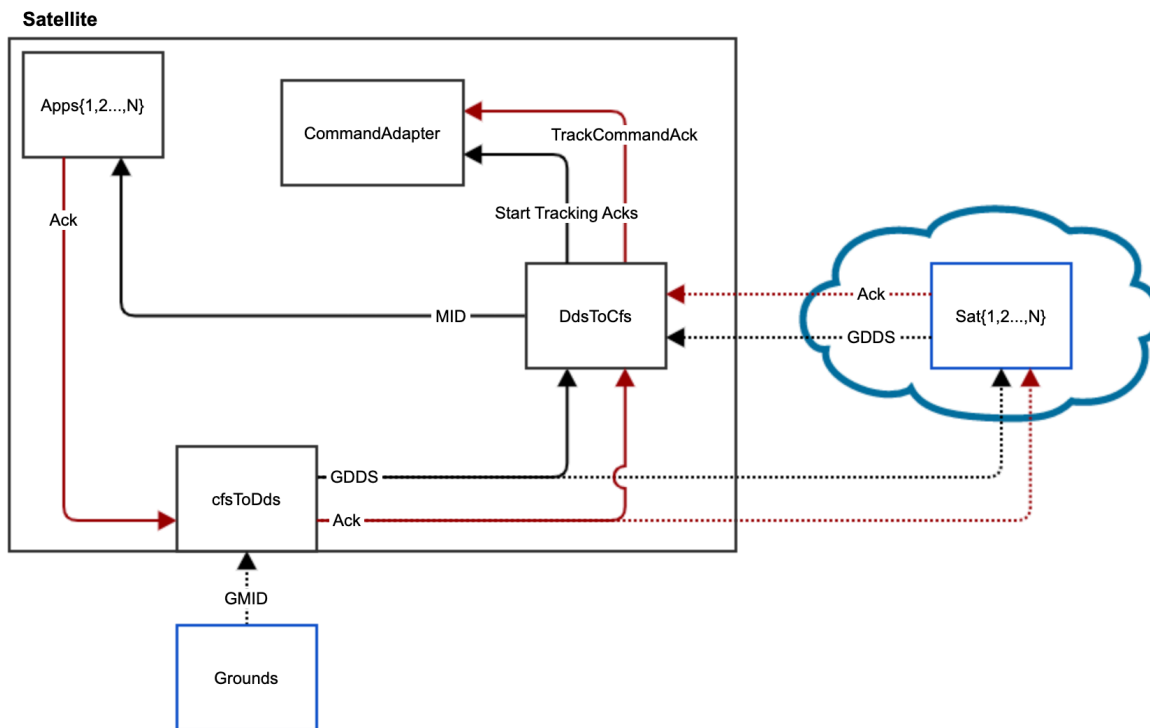 Satellite
Apps{1,2...,N}
CommandAdapter
TrackCommandAck
Ack
Start Tracking Acks
Ack
MID
DdsToCfs
Sat{1,2...,N}
GDDS
GDDS
cfsToDds
Ack
GMID
Grounds